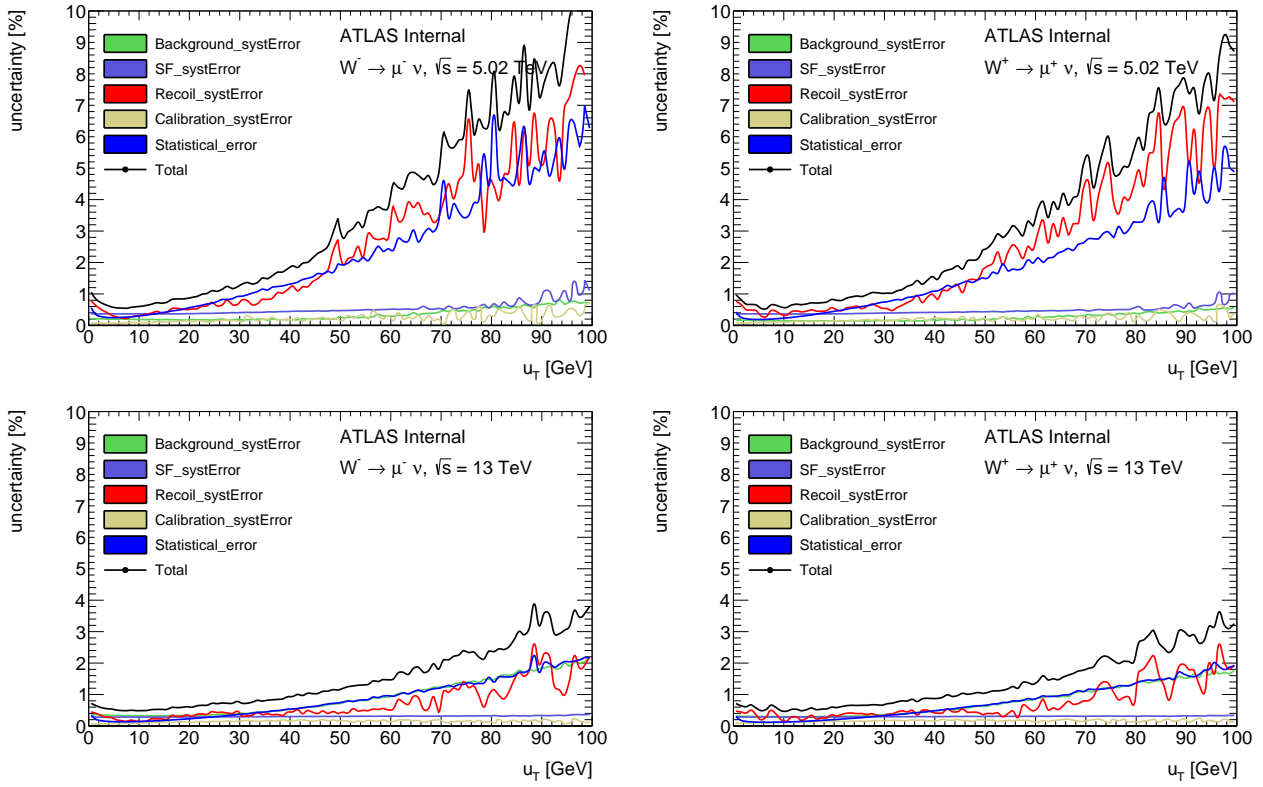 uncertainty [%]
10
9
8
7
6
5
4
3
2
1
0
ATLAS Internal
W⁻ → μ⁻ ν, √s = 5.02 TeV
Background_systError
SF_systError
Recoil_systError
Calibration_systError
Statistical_error
Total
0 10 20 30 40 50 60 70 80 90 100
u_T [GeV]
uncertainty [%]
10
9
8
7
6
5
4
3
2
1
0
ATLAS Internal
W⁺ → μ⁺ ν, √s = 5.02 TeV
Background_systError
SF_systError
Recoil_systError
Calibration_systError
Statistical_error
Total
0 10 20 30 40 50 60 70 80 90 100
u_T [GeV]
uncertainty [%]
10
9
8
7
6
5
4
3
2
1
0
ATLAS Internal
W⁻ → μ⁻ ν, √s = 13 TeV
Background_systError
SF_systError
Recoil_systError
Calibration_systError
Statistical_error
Total
0 10 20 30 40 50 60 70 80 90 100
u_T [GeV]
uncertainty [%]
10
9
8
7
6
5
4
3
2
1
0
ATLAS Internal
W⁺ → μ⁺ ν, √s = 13 TeV
Background_systError
SF_systError
Recoil_systError
Calibration_systError
Statistical_error
Total
0 10 20 30 40 50 60 70 80 90 100
u_T [GeV]